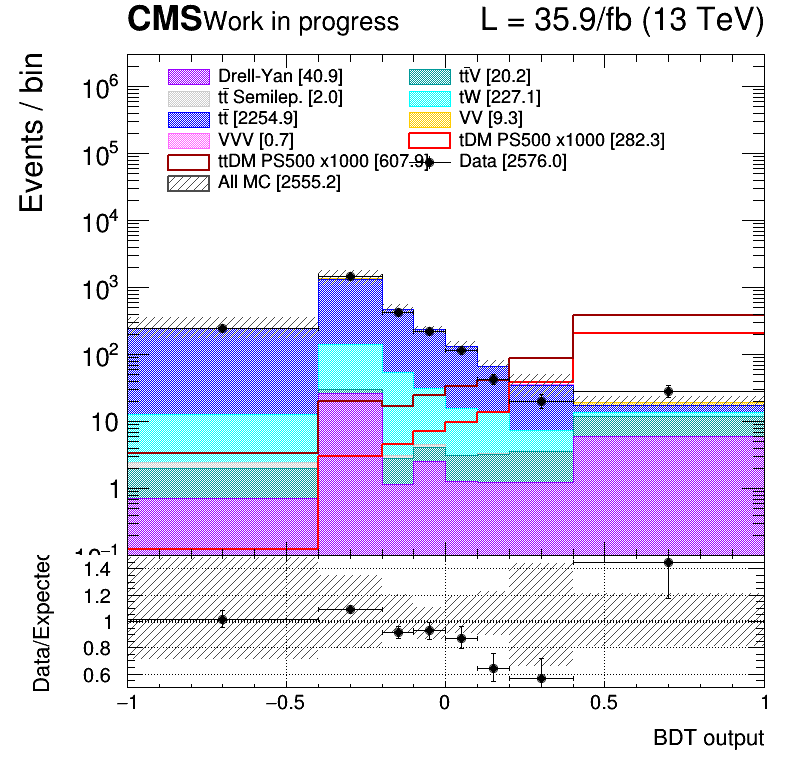 CMS Work in progress L = 35.9/fb (13 TeV)
Events / bin
Drell-Yan [40.9] tt̄V [20.2]
tt̄ Semilep. [2.0] tW [227.1]
tt̄ [2254.9] VV [9.3]
VVV [0.7] tDM PS500 x1000 [282.3]
ttDM PS500 x1000 [607.9] Data [2576.0]
All MC [2555.2]
10⁶
10⁵
10⁴
10³
10²
10
1
10⁻¹
Data/Expected
1.4
1.2
1.0
0.8
0.6
−1 −0.5 0 0.5 1
BDT output